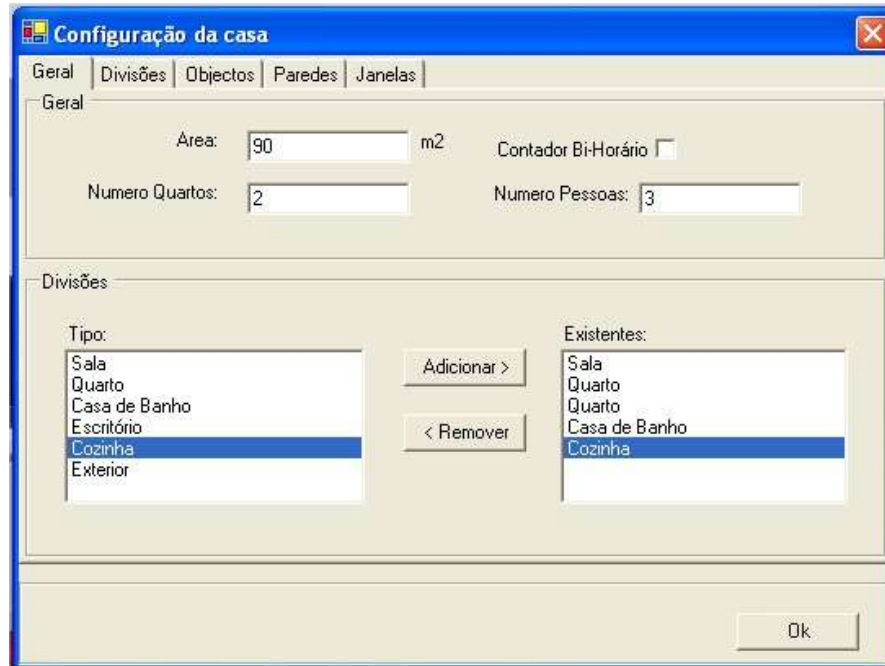 Configuração da casa
Geral Divisões Objectos Paredes Janelas
Geral
Area: 90 m2 Contador Bi-Horário
Numero Quartos: 2 Numero Pessoas: 3
Divisões
Tipo: Existentes:
Sala
Quarto
Casa de Banho
Escritório
Cozinha
Exterior
Adicionar >
< Remover
Sala
Quarto
Quarto
Casa de Banho
Cozinha
Ok